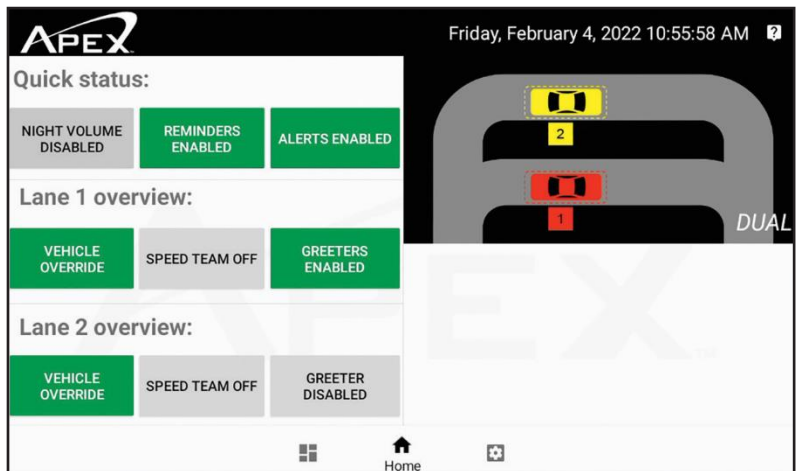 APEX™
Friday, February 4, 2022 10:55:58 AM ?
Quick status:
NIGHT VOLUME
DISABLED
REMINDERS
ENABLED
ALERTS ENABLED
2
1
DUAL
Lane 1 overview:
VEHICLE
OVERRIDE
SPEED TEAM OFF
GREETERS
ENABLED
Lane 2 overview:
VEHICLE
OVERRIDE
SPEED TEAM OFF
GREETER
DISABLED
APEX™
Home